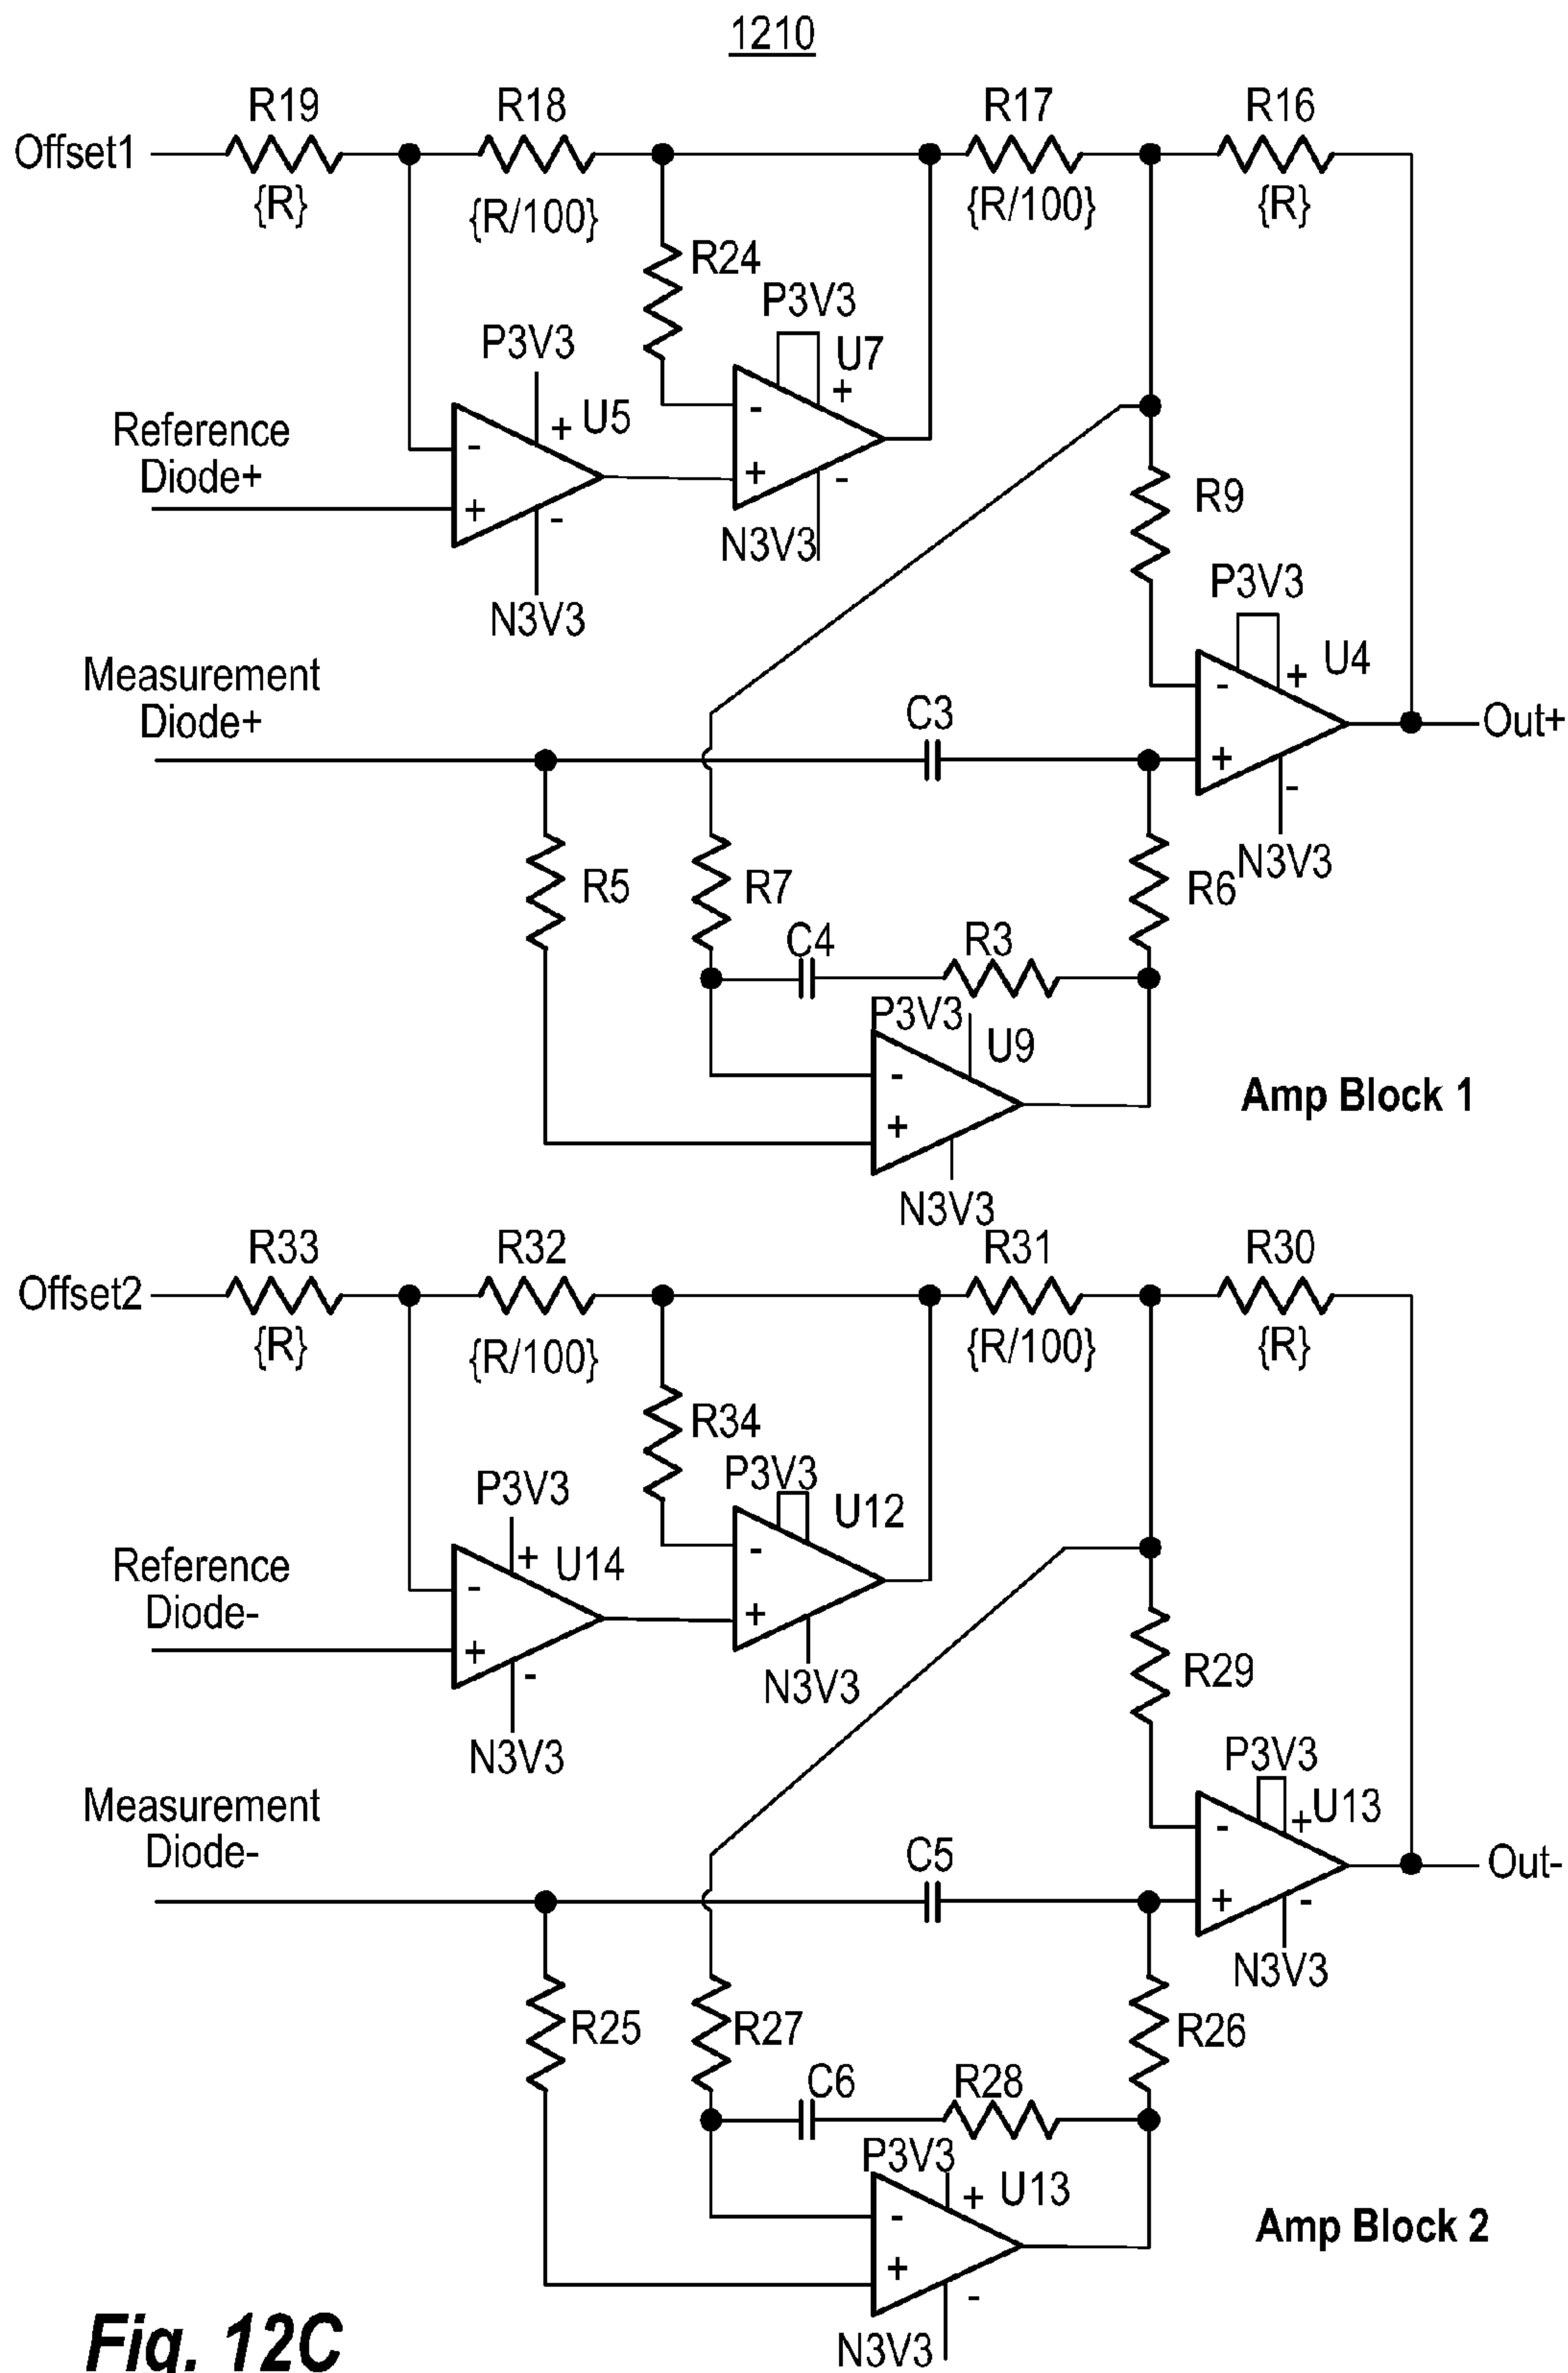 1210
R19
R18
R17
R16
Offset1
{R}
{R/100}
{R/100}
{R}
R24
P3V3
P3V3
U7
+
Reference
Diode+
+ U5
-
-
+
+
-
-
N3V3
N3V3
R9
P3V3
Measurement
Diode+
U4
+
-
C3
Out+
+
-
N3V3
R5
R7
R6
C4
R3
P3V3
U9
-
+
Amp Block 1
N3V3
R33
R32
R31
R30
Offset2
{R}
{R/100}
{R/100}
{R}
R34
P3V3
P3V3
U12
Reference
Diode-
+ U14
-
-
+
+
-
N3V3
N3V3
R29
P3V3
Measurement
Diode-
+U13
-
C5
Out-
+
-
N3V3
R25
R27
R26
C6
R28
P3V3
+ U13
-
+
-
Amp Block 2
N3V3
Fig. 12C